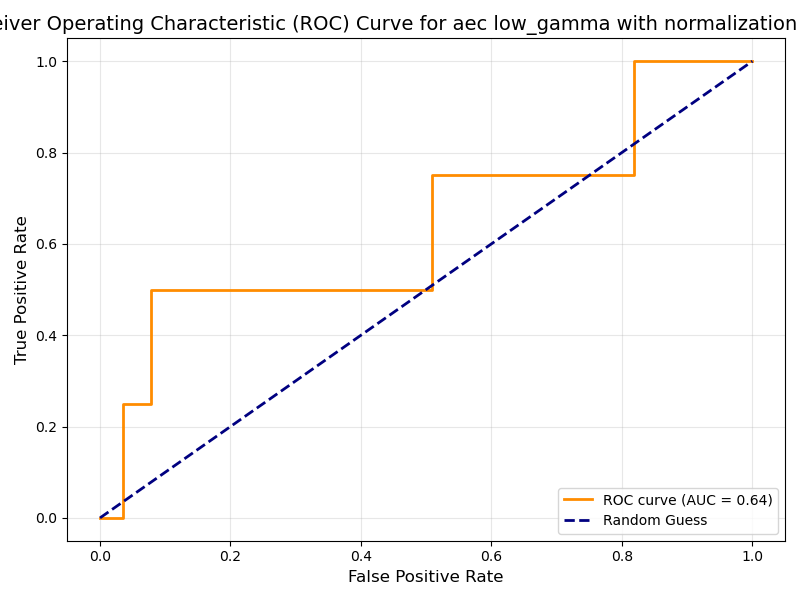 eiver Operating Characteristic (ROC) Curve for aec low_gamma with normalization
1.0
0.8
0.6
0.4
0.2
0.0
True Positive Rate
0.0 0.2 0.4 0.6 0.8 1.0
False Positive Rate
ROC curve (AUC = 0.64)
Random Guess